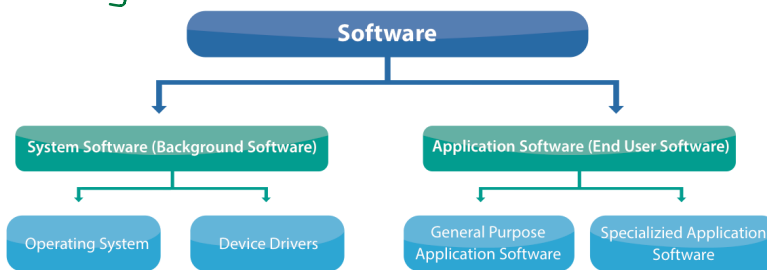 Software
System Software (Background Software)
Application Software (End User Software)
Operating System
Device Drivers
General Purpose
Application Software
Specializied Application
Software